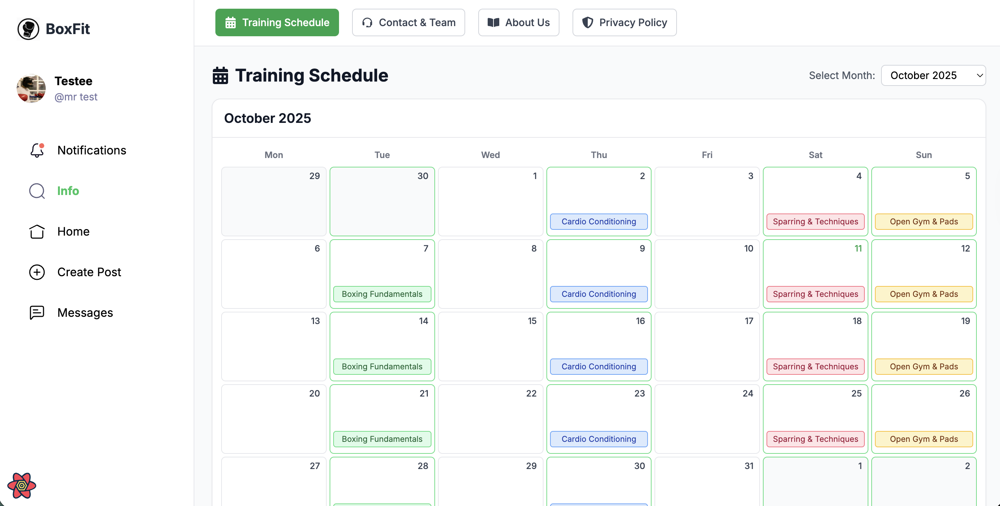 BoxFit
Testee
@mr test
Notifications
Info
Home
Create Post
Messages
Training Schedule
Contact & Team
About Us
Privacy Policy
Training Schedule
Select Month:
October 2025
October 2025
Mon Tue Wed Thu Fri Sat Sun
29 30 1 2 3 4 5
Cardio Conditioning Sparring & Techniques Open Gym & Pads
6 7 8 9 10 11 12
Boxing Fundamentals Cardio Conditioning Sparring & Techniques Open Gym & Pads
13 14 15 16 17 18 19
Boxing Fundamentals Cardio Conditioning Sparring & Techniques Open Gym & Pads
20 21 22 23 24 25 26
Boxing Fundamentals Cardio Conditioning Sparring & Techniques Open Gym & Pads
27 28 29 30 31 1 2